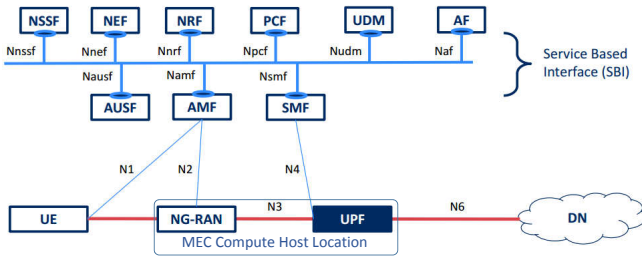 NSSF NEF NRF PCF UDM AF
Nnssf Nnef Nnrf Npcf Nudm Naf
Service Based
Interface (SBI)
Nausf Namf Nsmf
AUSF AMF SMF
N1 N2 N4
N3 N6
UE NG-RAN UPF DN
MEC Compute Host Location